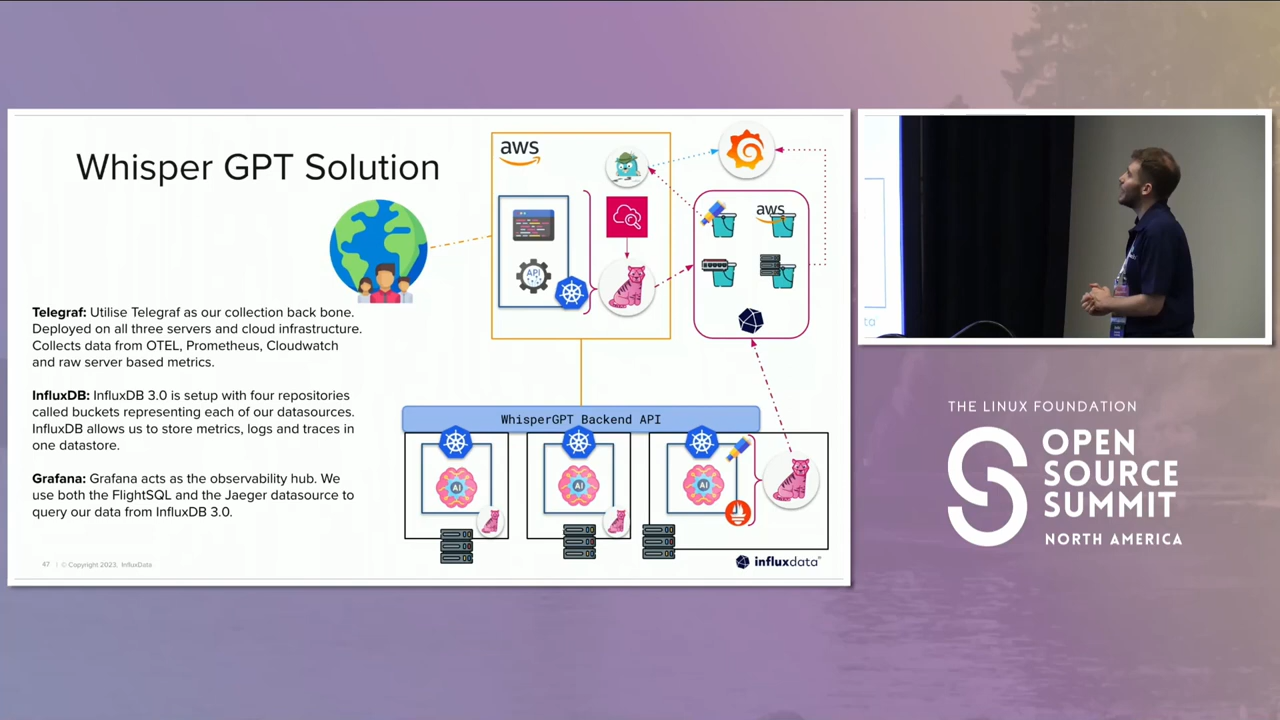 Whisper GPT Solution
Telegraf: Utilise Telegraf as our collection back bone.
Deployed on all three servers and cloud infrastructure.
Collects data from OTEL, Prometheus, Cloudwatch
and raw server based metrics.
InfluxDB: InfluxDB 3.0 is setup with four repositories
called buckets representing each of our datasources.
InfluxDB allows us to store metrics, logs and traces in
one datastore.
Grafana: Grafana acts as the observability hub. We
use both the FlightSQL and the Jaeger datasource to
query our data from InfluxDB 3.0.
47 | © Copyright 2023, InfluxData
aws
API
aws
WhisperGPT Backend API
AI
AI
AI
influxdata
THE LINUX FOUNDATION
OPEN
SOURCE
SUMMIT
NORTH AMERICA